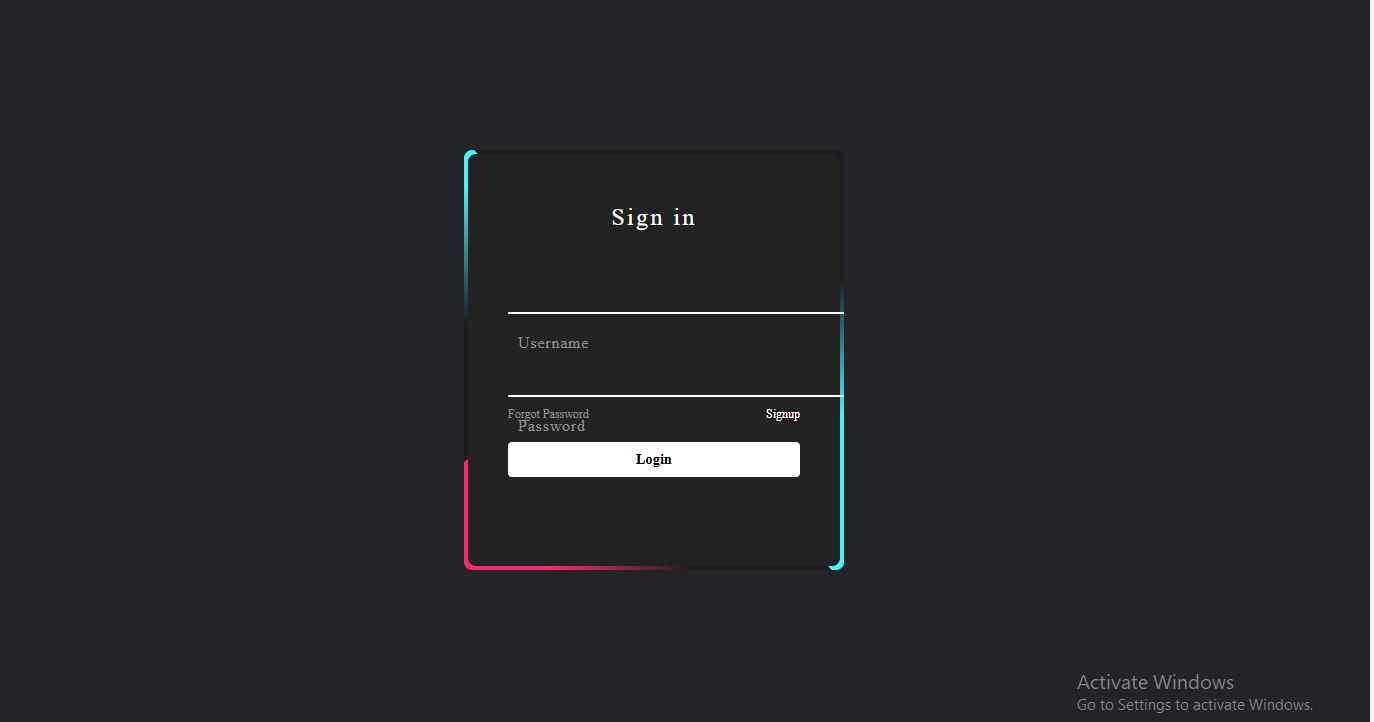 Sign in
Username
Forgot Password Signup
Password
Login
Activate Windows
Go to Settings to activate Windows.